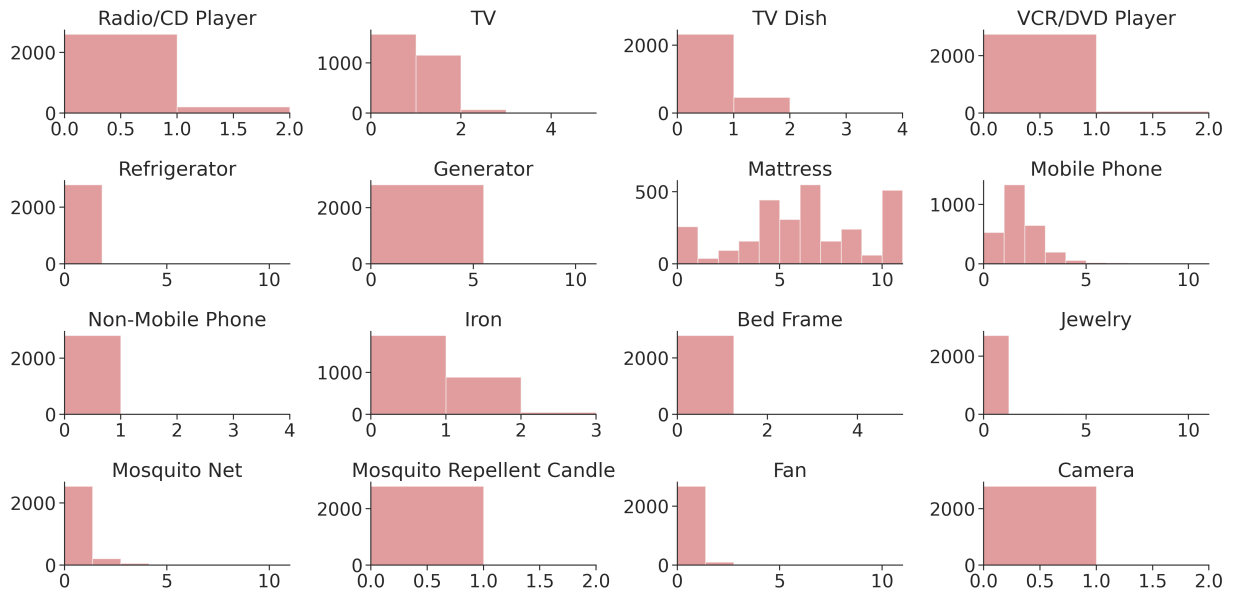 Radio/CD Player TV TV Dish VCR/DVD Player
2000 1000 2000 2000
0 0 0 0
0.0 0.5 1.0 1.5 2.0 0 2 4 0 1 2 3 4 0.0 0.5 1.0 1.5 2.0
Refrigerator Generator Mattress Mobile Phone
2000 2000 500 1000
0 0 0 0
0 5 10 0 5 10 0 5 10 0 5 10
Non-Mobile Phone Iron Bed Frame Jewelry
2000 1000 2000 2000
0 0 0 0
0 1 2 3 4 0 1 2 3 0 2 4 0 5 10
Mosquito Net Mosquito Repellent Candle Fan Camera
2000 2000 2000 2000
0 0 0 0
0 5 10 0.0 0.5 1.0 1.5 2.0 0 5 10 0.0 0.5 1.0 1.5 2.0